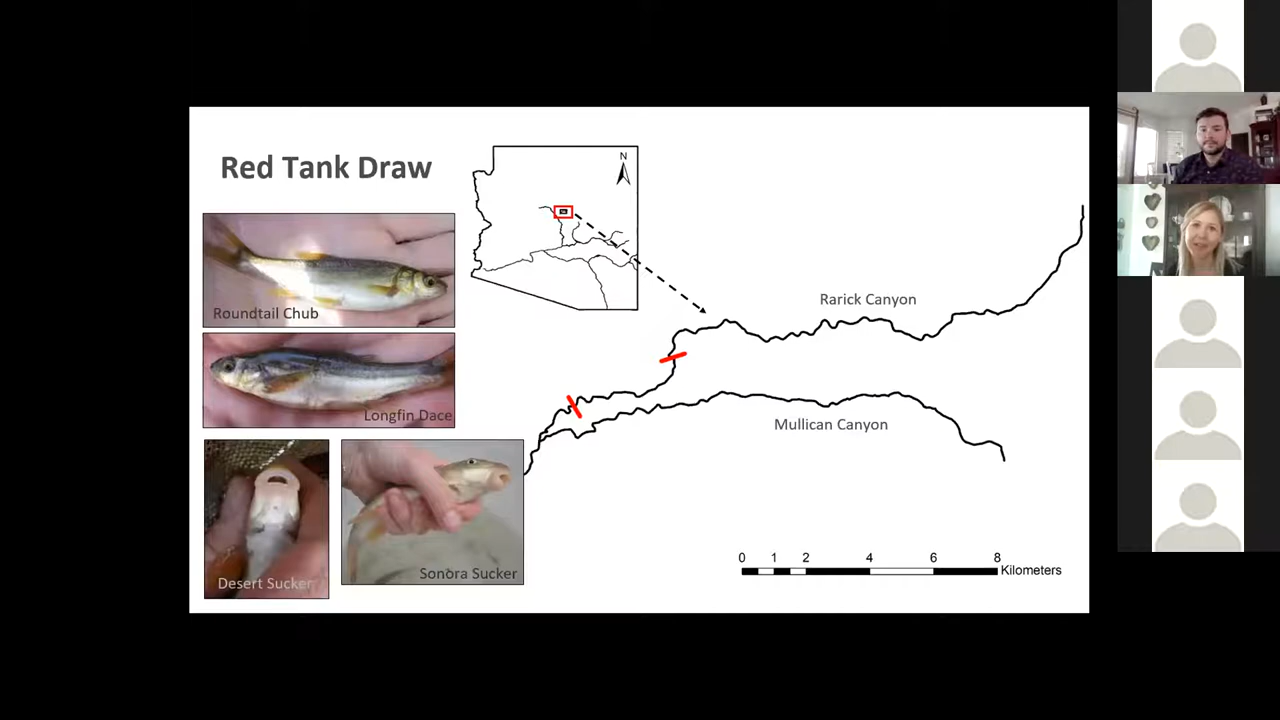 Red Tank Draw
N
Roundtail Chub
Longfin Dace
Desert Sucker
Sonora Sucker
Rarick Canyon
Mullican Canyon
0 1 2 4 6 8
Kilometers